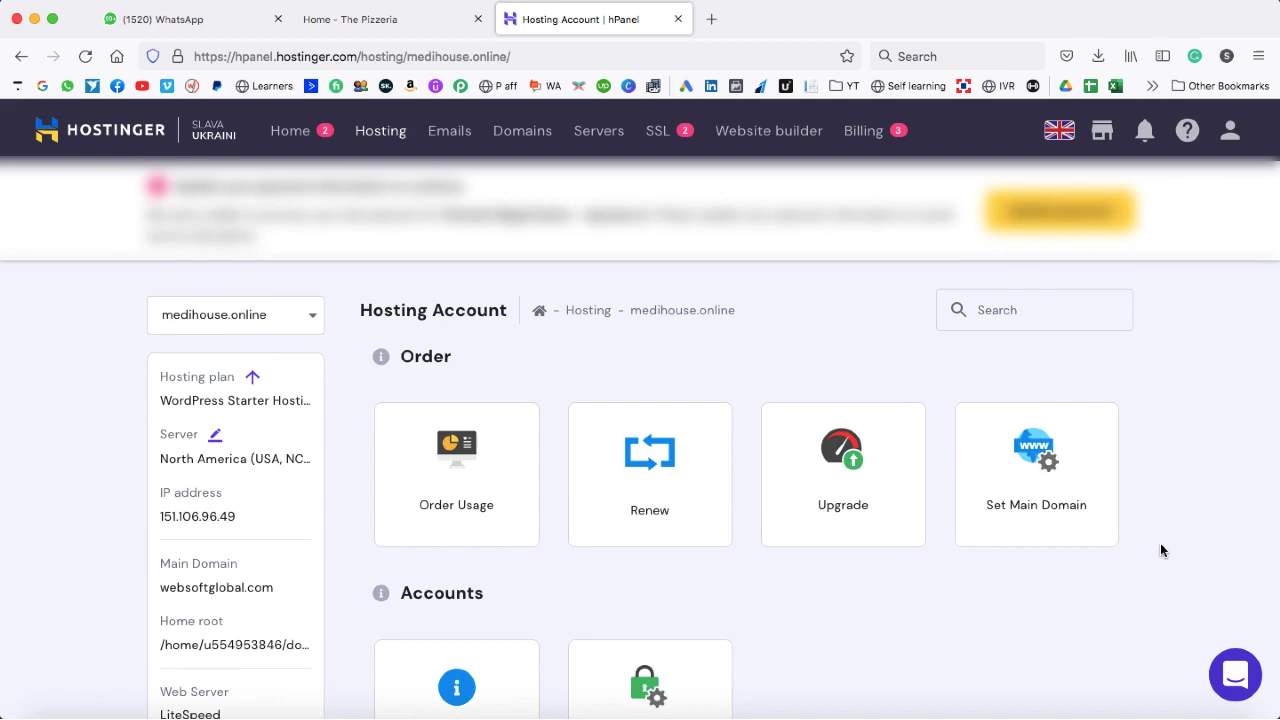 (1520) WhatsApp
Home - The Pizzeria
Hosting Account | hPanel
https://hpanel.hostinger.com/hosting/medihouse.online/
Search
Learners
P aff
WA
YT
Self learning
IVR
Other Bookmarks
HOSTINGER
SLAVA
UKRAINI
Home 2
Hosting
Emails
Domains
Servers
SSL 2
Website builder
Billing 3
medihouse.online
Hosting Account
- Hosting - medihouse.online
Search
Hosting plan
WordPress Starter Hosti...
Server
North America (USA, NC...
IP address
151.106.96.49
Main Domain
websoftglobal.com
Home root
/home/u554953846/do...
Web Server
LiteSpeed
Order
Order Usage
Renew
Upgrade
www
Set Main Domain
Accounts